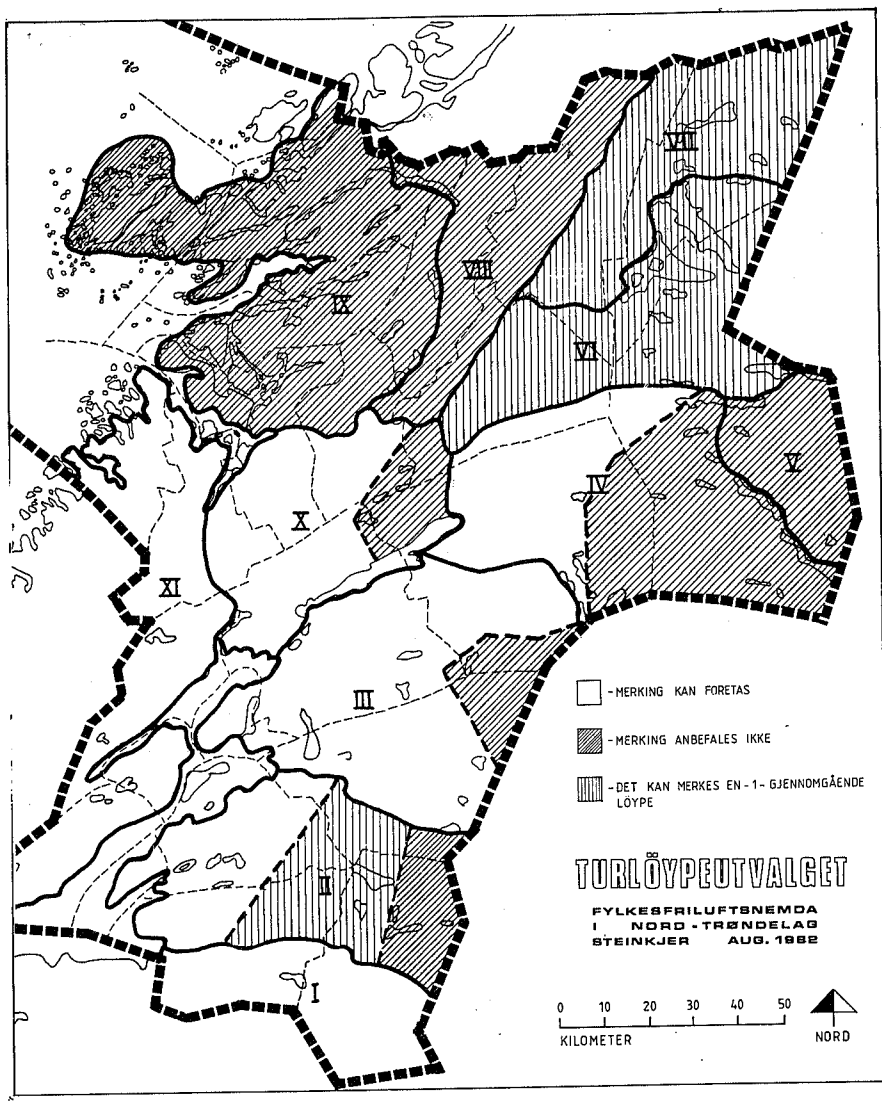 VII
VIII
IX
VI
V
IV
X
XI
III
II
I
-MERKING KAN FORETAS
-MERKING ANBEFALES IKKE
-DET KAN MERKES EN-1-GJENNOMGÅENDE
LÖYPE
TURLÖYPEUTVALGET
FYLKESFRILUFTSNEMDA
I NORD-TRØNDELAG
STEINKJER AUG. 1982
0 10 20 30 40 50
KILOMETER
NORD